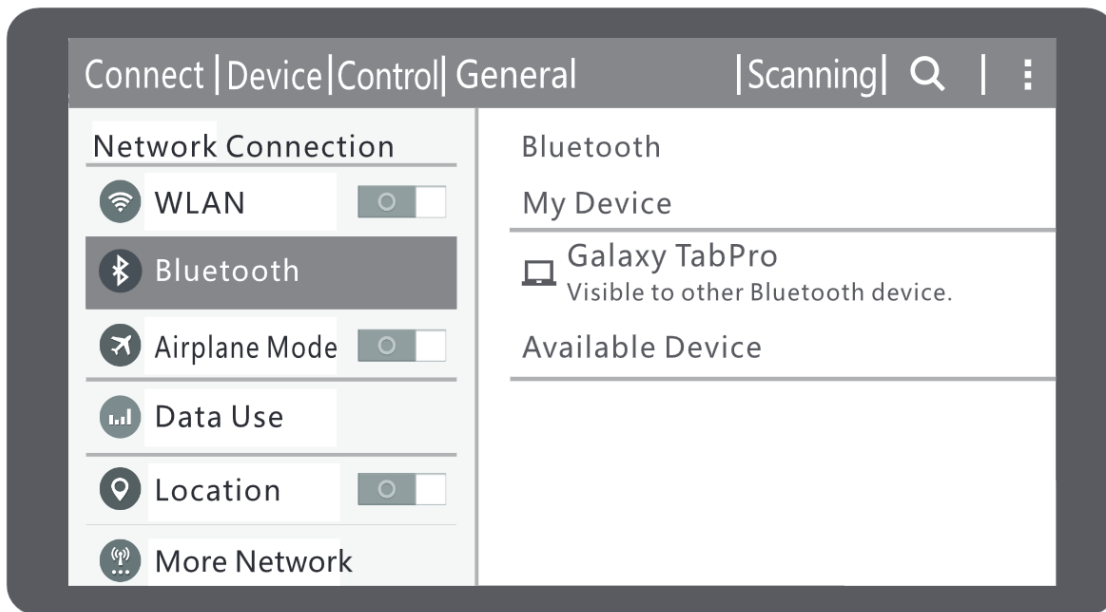 Connect | Device | Control | General | Scanning |
Network Connection
WLAN
Bluetooth
Airplane Mode
Data Use
Location
More Network
Bluetooth
My Device
Galaxy TabPro
Visible to other Bluetooth device.
Available Device